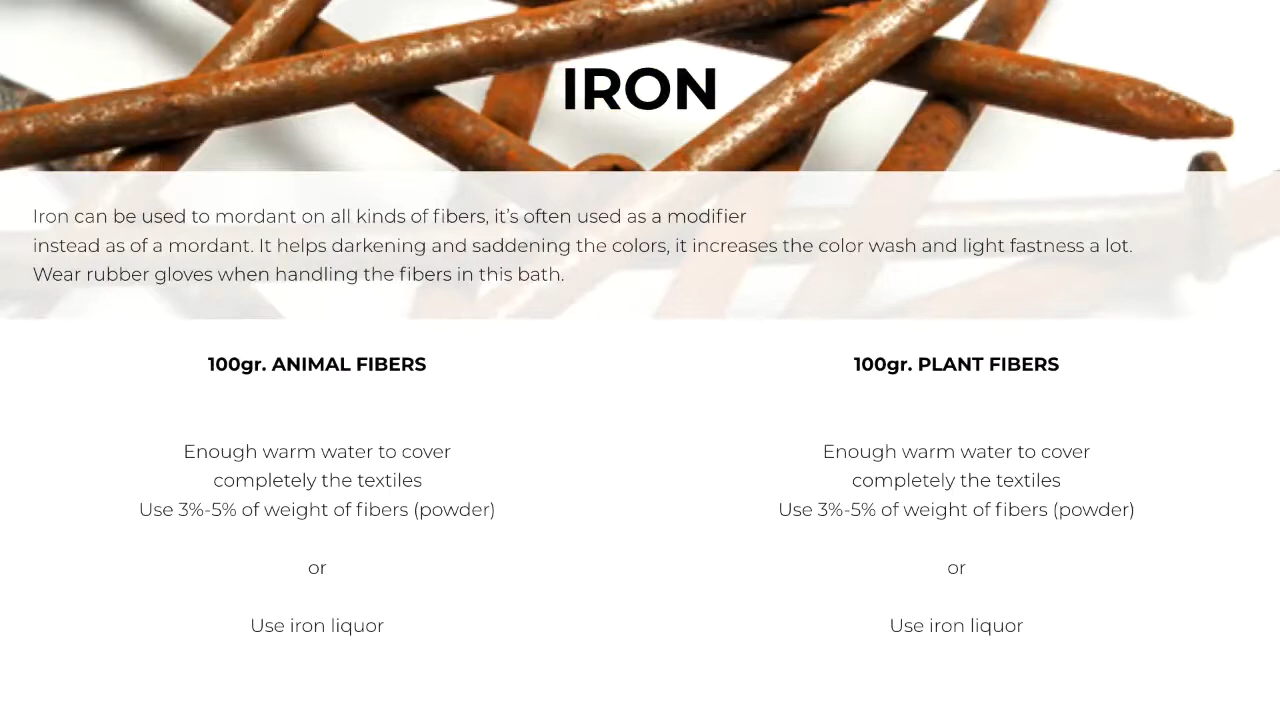 IRON
Iron can be used to mordant on all kinds of fibers, it's often used as a modifier
instead as of a mordant. It helps darkening and saddening the colors, it increases the color wash and light fastness a lot.
Wear rubber gloves when handling the fibers in this bath.
100gr. ANIMAL FIBERS
Enough warm water to cover
completely the textiles
Use 3%-5% of weight of fibers (powder)
or
Use iron liquor
100gr. PLANT FIBERS
Enough warm water to cover
completely the textiles
Use 3%-5% of weight of fibers (powder)
or
Use iron liquor